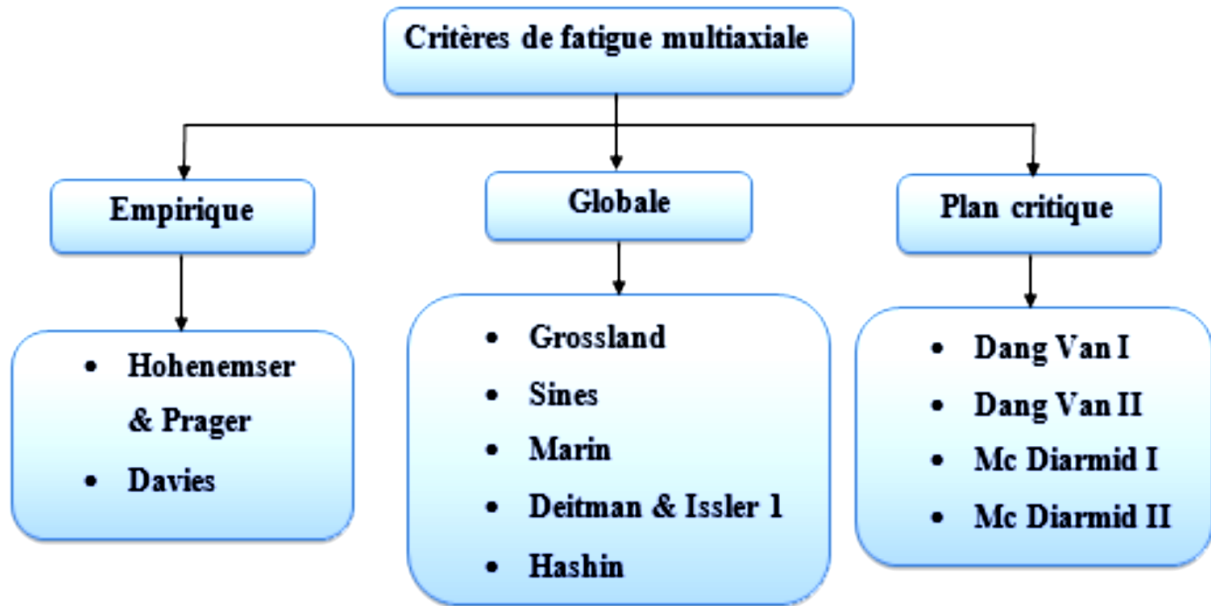 Critères de fatigue multiaxiale
Empirique
Globale
Plan critique
• Hohenemser
& Prager
• Davies
• Grossland
• Sines
• Marin
• Deitman & Issler 1
• Hashin
• Dang Van I
• Dang Van II
• Mc Diarmid I
• Mc Diarmid II